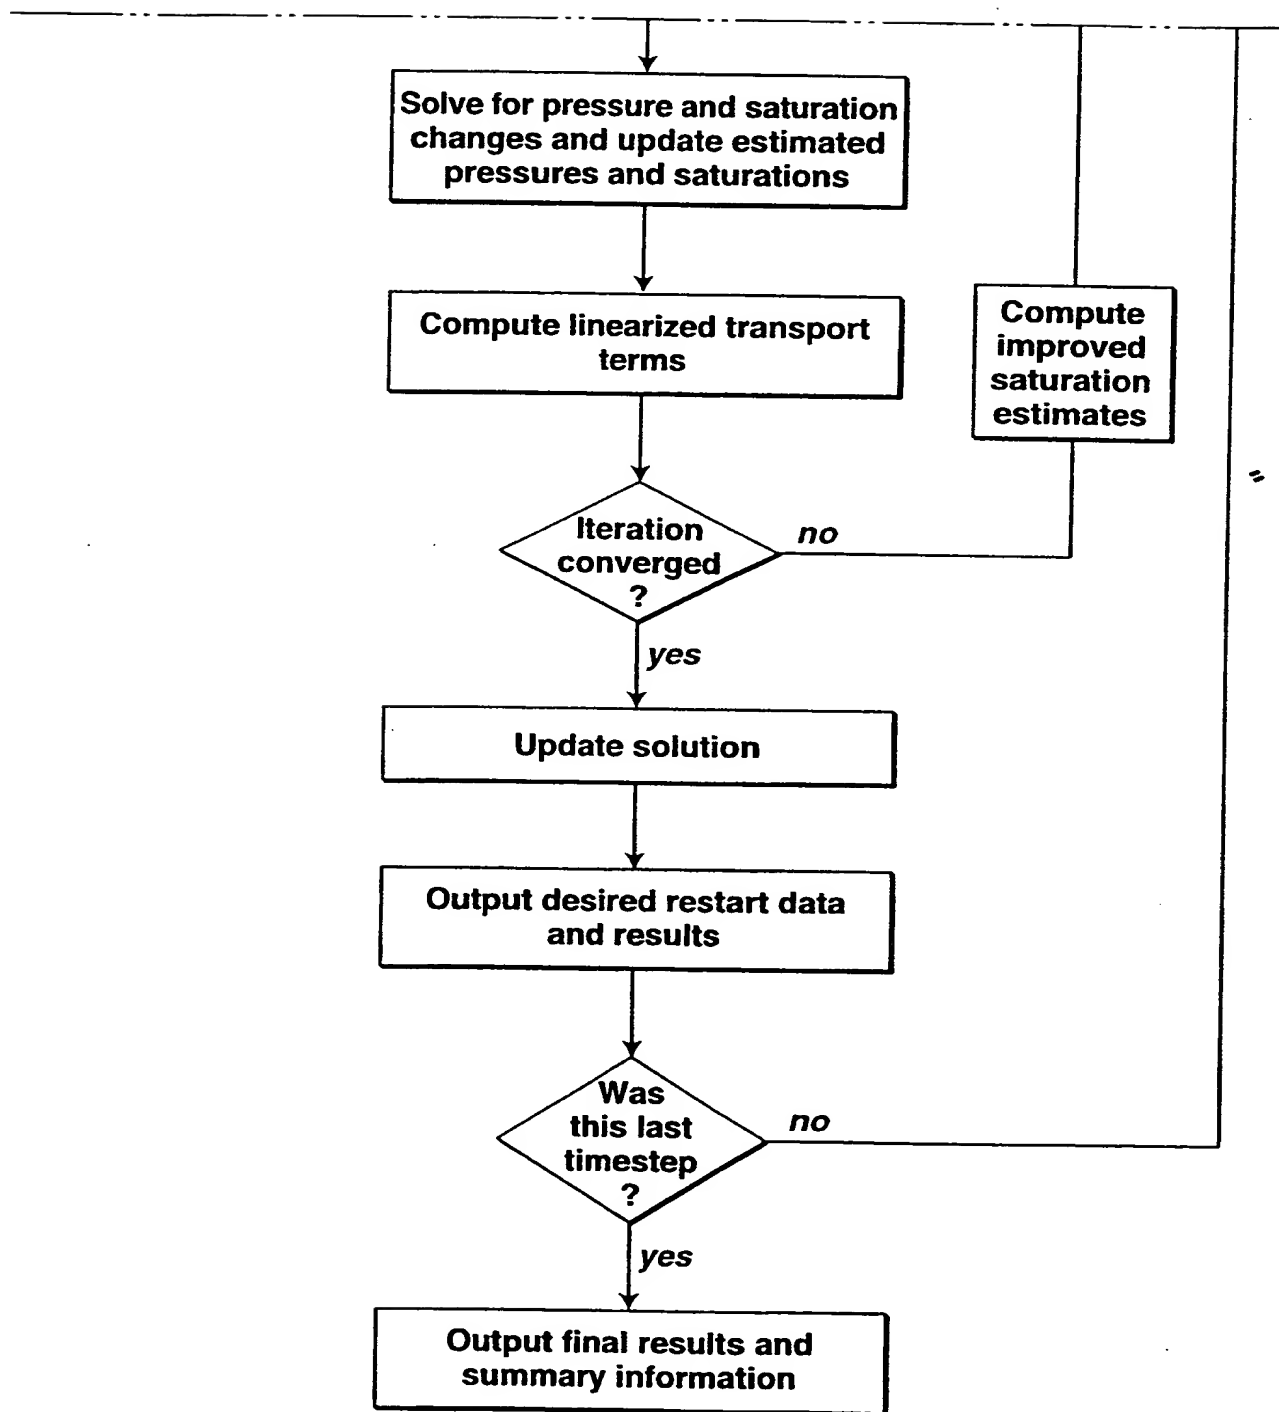 Solve for pressure and saturation
changes and update estimated
pressures and saturations
Compute linearized transport
terms
Compute
improved
saturation
estimates
Iteration
converged
?
no
yes
Update solution
Output desired restart data
and results
Was
this last
timestep
?
no
yes
Output final results and
summary information